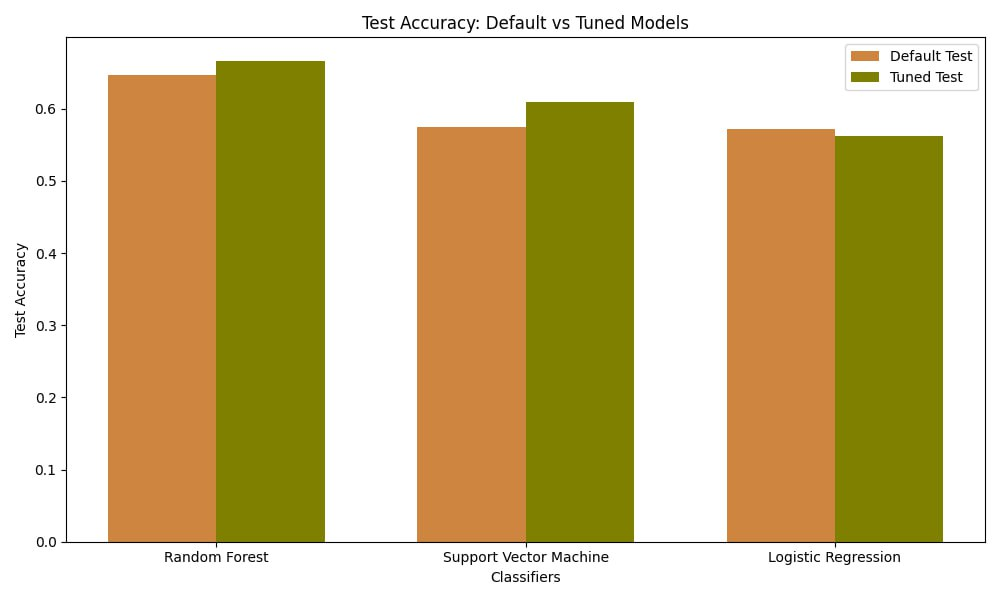 Test Accuracy: Default vs Tuned Models
Default Test
Tuned Test
Test Accuracy
0.6
0.5
0.4
0.3
0.2
0.1
0.0
Random Forest
Support Vector Machine
Logistic Regression
Classifiers